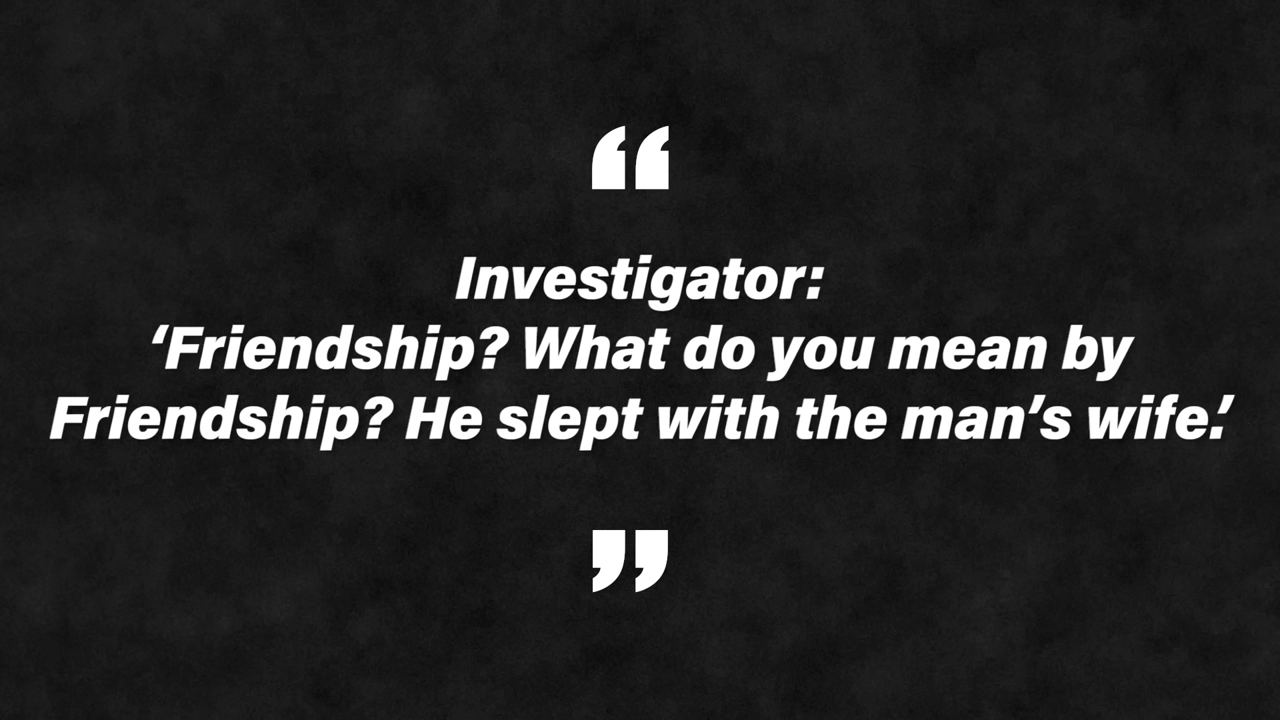 “
Investigator:
‘Friendship? What do you mean by
Friendship? He slept with the man’s wife.’
”